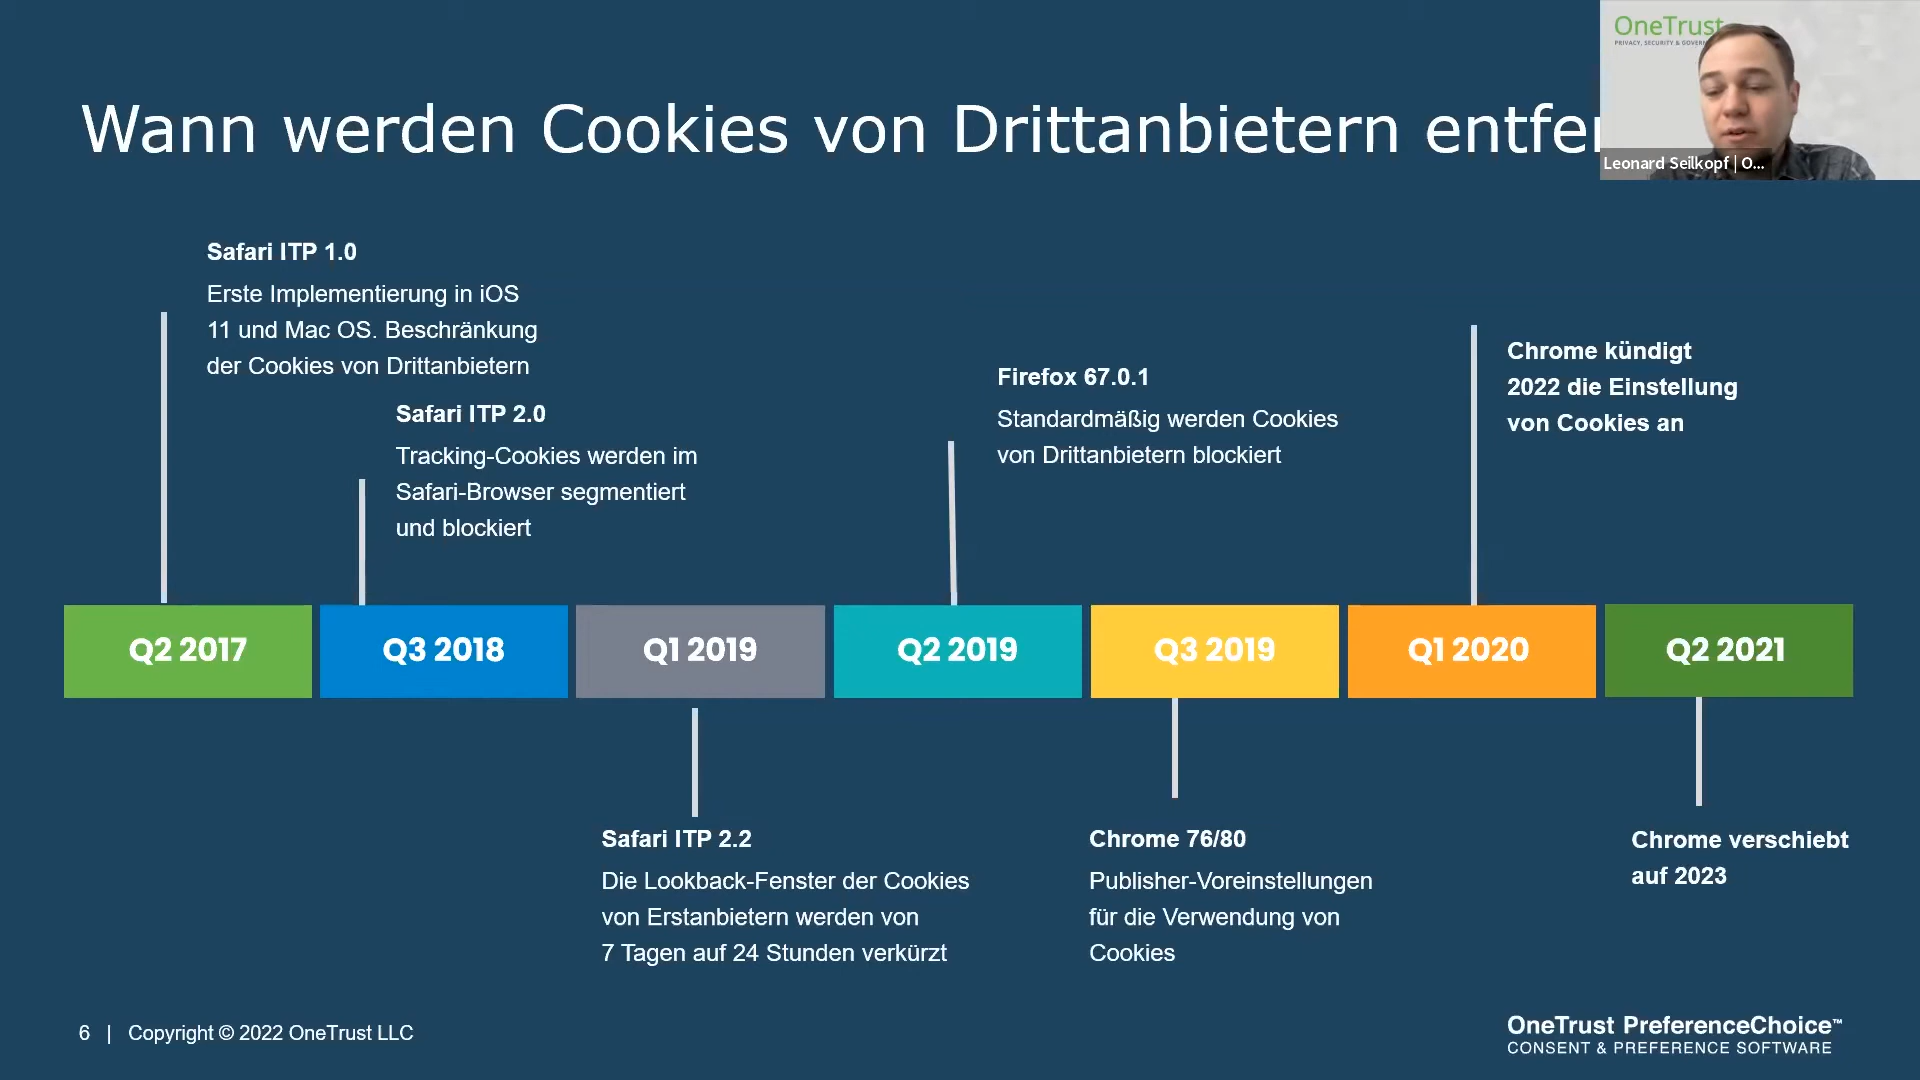 OneTrust
PRIVACY, SECURITY &
Leonard Seilkopf | O...
Wann werden Cookies von Drittanbietern
Safari ITP 1.0
Erste Implementierung in iOS
11 und Mac OS. Beschränkung
der Cookies von Drittanbietern
Safari ITP 2.0
Tracking-Cookies werden im
Safari-Browser segmentiert
und blockiert
Firefox 67.0.1
Standardmäßig werden Cookies
von Drittanbietern blockiert
Chrome kündigt
2022 die Einstellung
von Cookies an
Q2 2017
Q3 2018
Q1 2019
Q2 2019
Q3 2019
Q1 2020
Q2 2021
Safari ITP 2.2
Die Lookback-Fenster der Cookies
von Erstanbietern werden von
7 Tagen auf 24 Stunden verkürzt
Chrome 76/80
Publisher-Voreinstellungen
für die Verwendung von
Cookies
Chrome verschiebt
auf 2023
6 | Copyright © 2022 OneTrust LLC
OneTrust PreferenceChoice™
CONSENT & PREFERENCE SOFTWARE